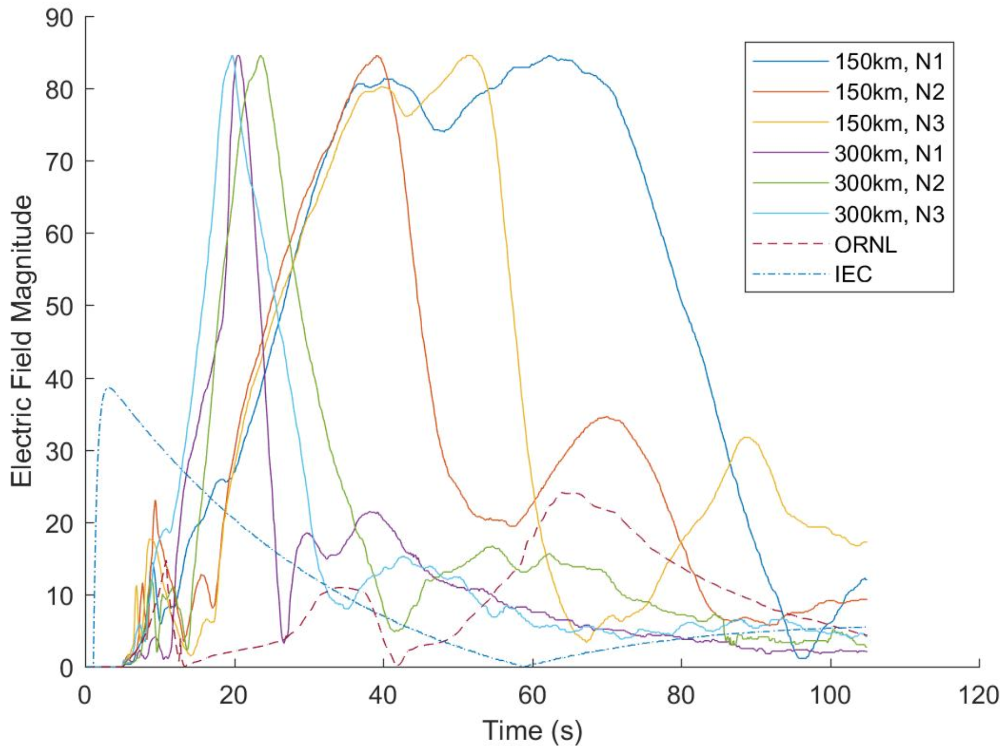 90
80
70
60
50
40
30
20
10
0
Electric Field Magnitude
0 20 40 60 80 100 120
Time (s)
150km, N1
150km, N2
150km, N3
300km, N1
300km, N2
300km, N3
ORNL
IEC